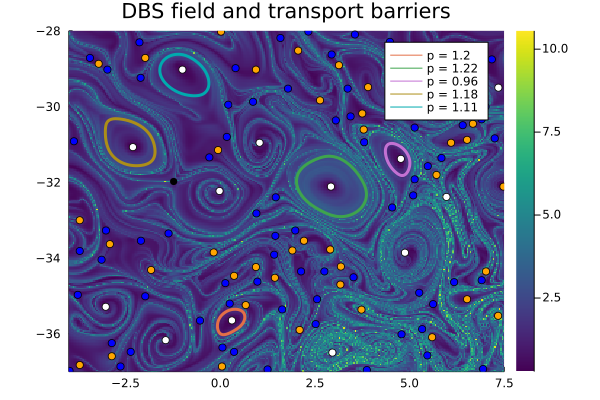 DBS field and transport barriers
−28
−30
−32
−34
−36
−2.5
0.0
2.5
5.0
7.5
p = 1.2
p = 1.22
p = 0.96
p = 1.18
p = 1.11
10.0
7.5
5.0
2.5